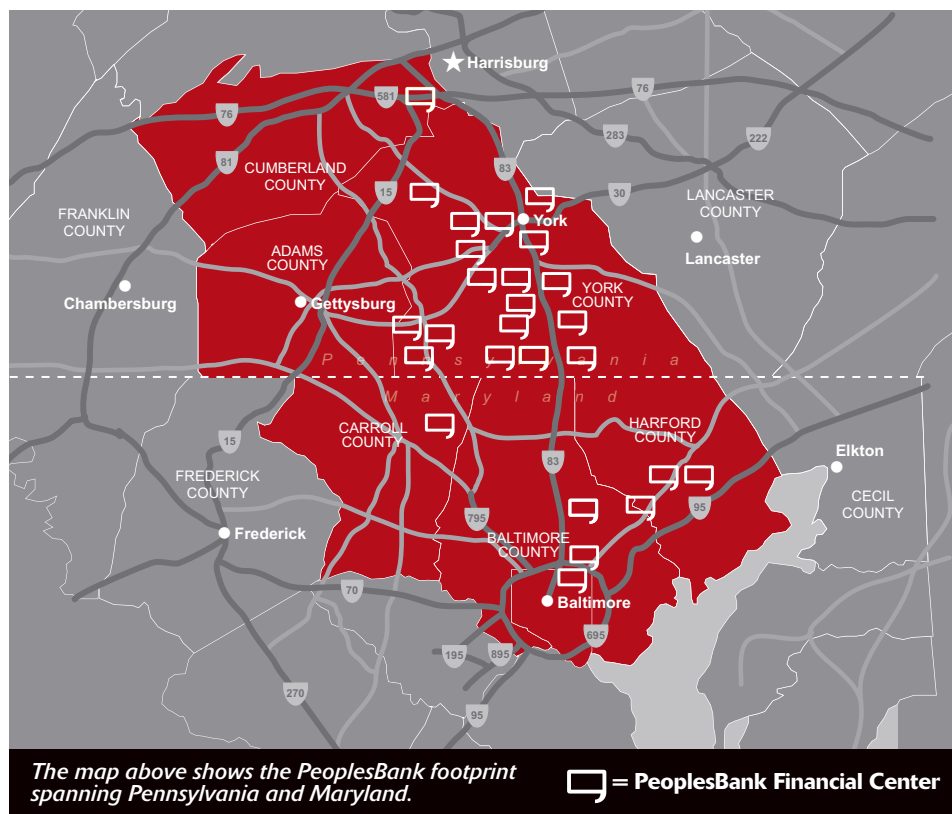 Harrisburg
581
76
76
283
222
81
CUMBERLAND
COUNTY
83
15
30
LANCASTER
COUNTY
FRANKLIN
COUNTY
York
Lancaster
ADAMS
COUNTY
YORK
COUNTY
Chambersburg
Gettysburg
Pennsylvania
Maryland
CARROLL
COUNTY
HARFORD
COUNTY
15
83
Elkton
FREDERICK
COUNTY
CECIL
COUNTY
95
795
Frederick
BALTIMORE
COUNTY
70
Baltimore
695
195
895
270
95
The map above shows the PeoplesBank footprint
spanning Pennsylvania and Maryland.
= PeoplesBank Financial Center